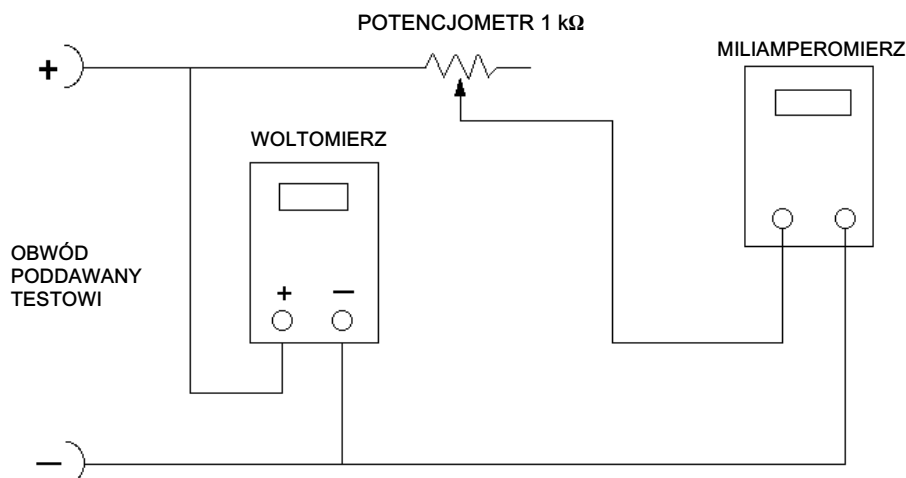 POTENCJOMETR 1 kΩ
MILIAMPEROMIERZ
+
WOLTOMIERZ
OBWÓD
PODDAWANY
TESTOWI
+ −
−